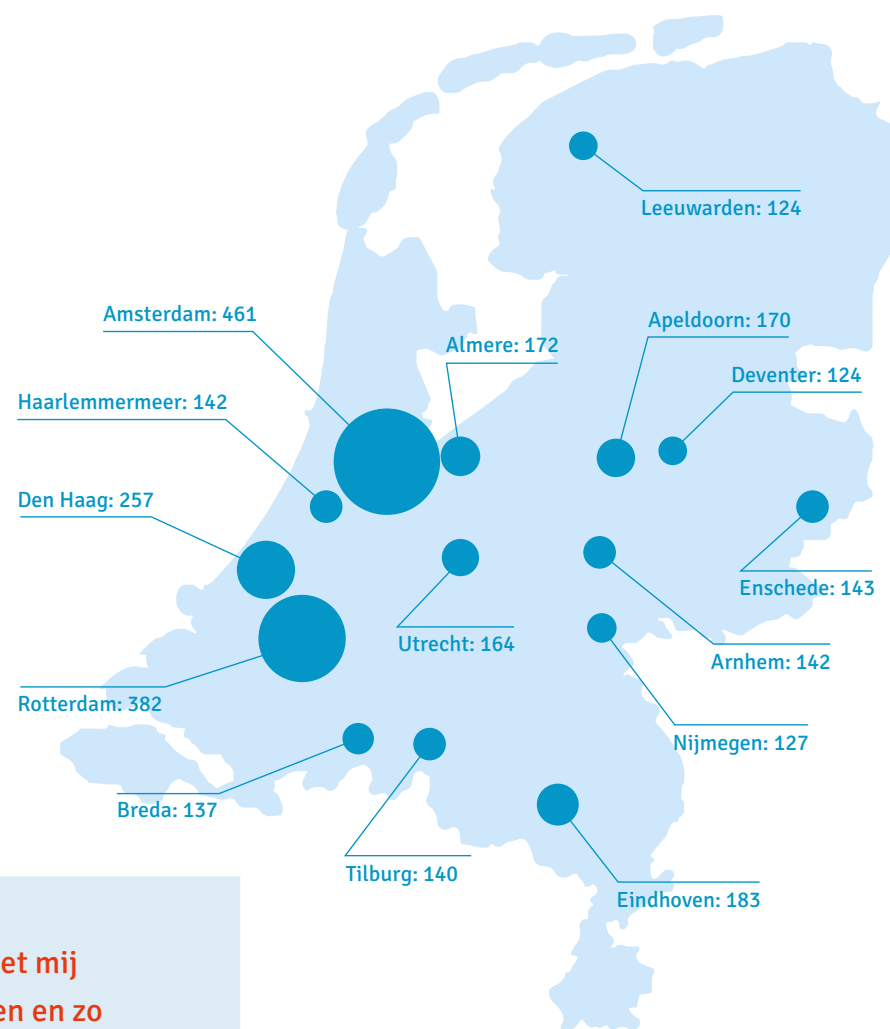 Leeuwarden: 124
Amsterdam: 461
Apeldoorn: 170
Almere: 172
Deventer: 124
Haarlemmermeer: 142
Den Haag: 257
Enschede: 143
Utrecht: 164
Arnhem: 142
Rotterdam: 382
Nijmegen: 127
Breda: 137
Tilburg: 140
Eindhoven: 183
et mij
en en zo